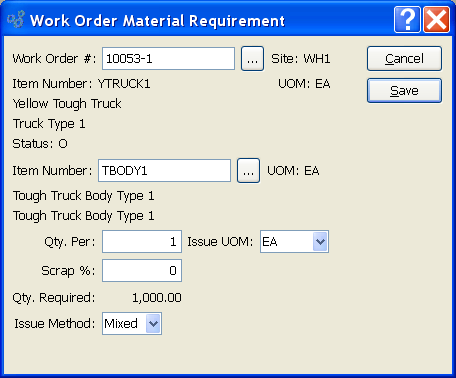 Work Order Material Requirement
Work Order #: 10053-1 ... Site: WH1 Cancel
Item Number: YTRUCK1 UOM: EA Save
Yellow Tough Truck
Truck Type 1
Status: O
Item Number: TBODY1 ... UOM: EA
Tough Truck Body Type 1
Tough Truck Body Type 1
Qty. Per: 1 Issue UOM: EA
Scrap %: 0
Qty. Required: 1,000.00
Issue Method: Mixed